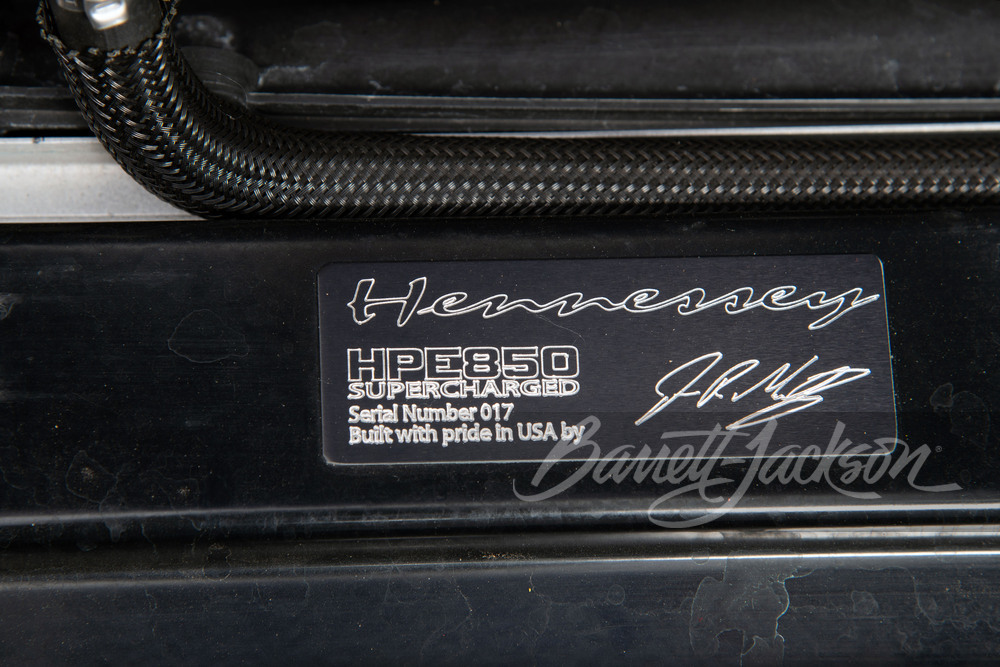 Hennessey
HPE850
SUPERCHARGED
Serial Number 017
Built with pride in USA by
Barrett-Jackson